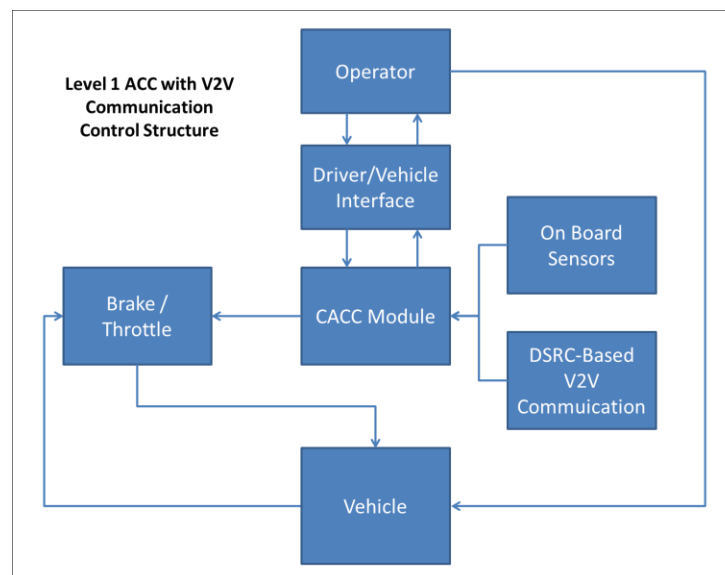 Level 1 ACC with V2V
Communication
Control Structure
Operator
Driver/Vehicle
Interface
On Board
Sensors
Brake /
Throttle
CACC Module
DSRC-Based
V2V
Commuication
Vehicle